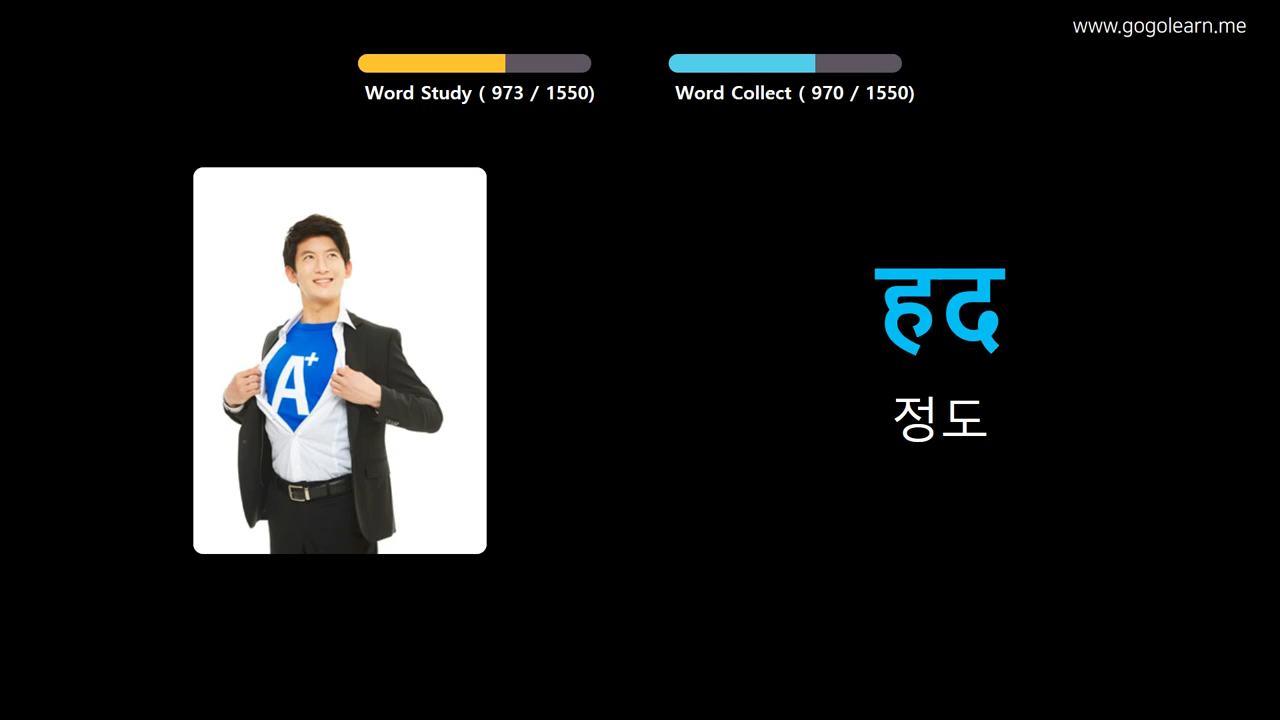 www.gogolearn.me
Word Study ( 973 / 1550)
Word Collect ( 970 / 1550)
A+
हद
정도